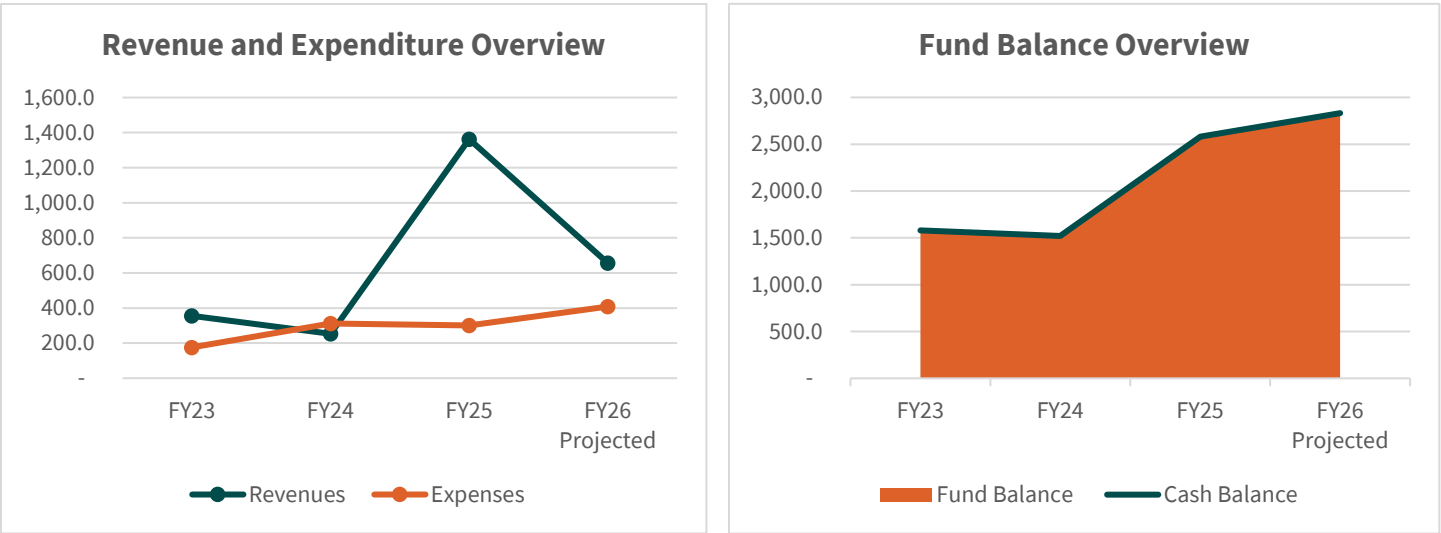 Revenue and Expenditure Overview
1,600.0
1,400.0
1,200.0
1,000.0
800.0
600.0
400.0
200.0
-
FY23 FY24 FY25 FY26
Projected
Revenues Expenses
Fund Balance Overview
3,000.0
2,500.0
2,000.0
1,500.0
1,000.0
500.0
-
FY23 FY24 FY25 FY26
Projected
Fund Balance Cash Balance